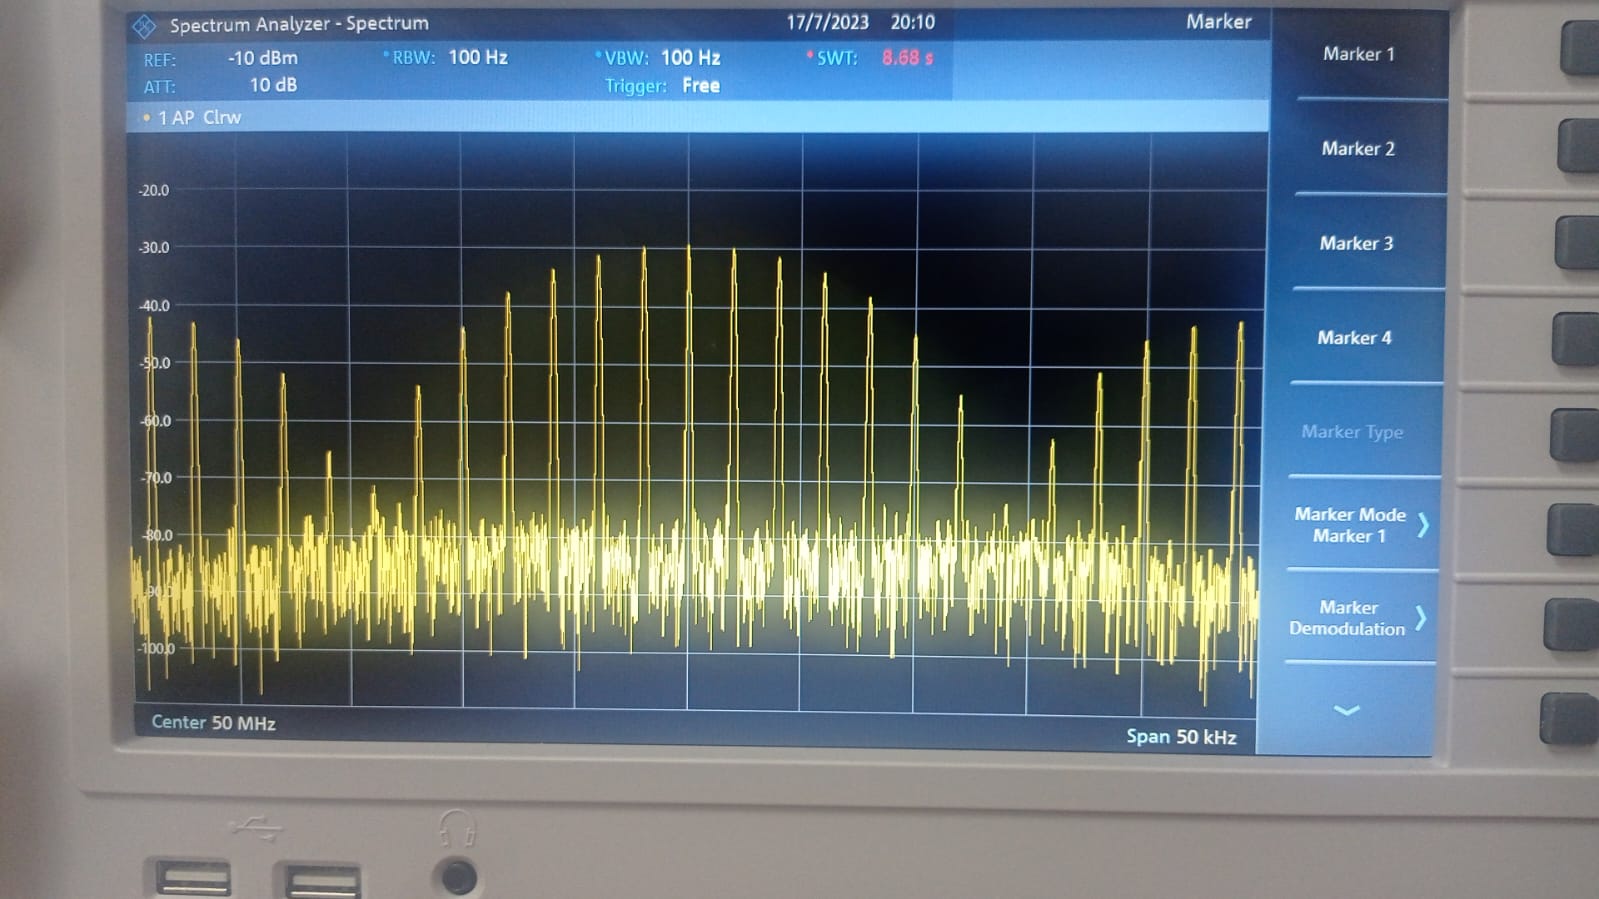 Spectrum Analyzer - Spectrum 17/7/2023 20:10 Marker
REF: -10 dBm RBW: 100 Hz VBW: 100 Hz SWT: 8.68 s
ATT: 10 dB Trigger: Free
1 AP Clrw
-20.0
-30.0
-40.0
-50.0
-60.0
-70.0
-80.0
-90.0
-100.0
Center 50 MHz
Span 50 kHz
Marker 1
Marker 2
Marker 3
Marker 4
Marker Type
Marker Mode
Marker 1
Marker
Demodulation